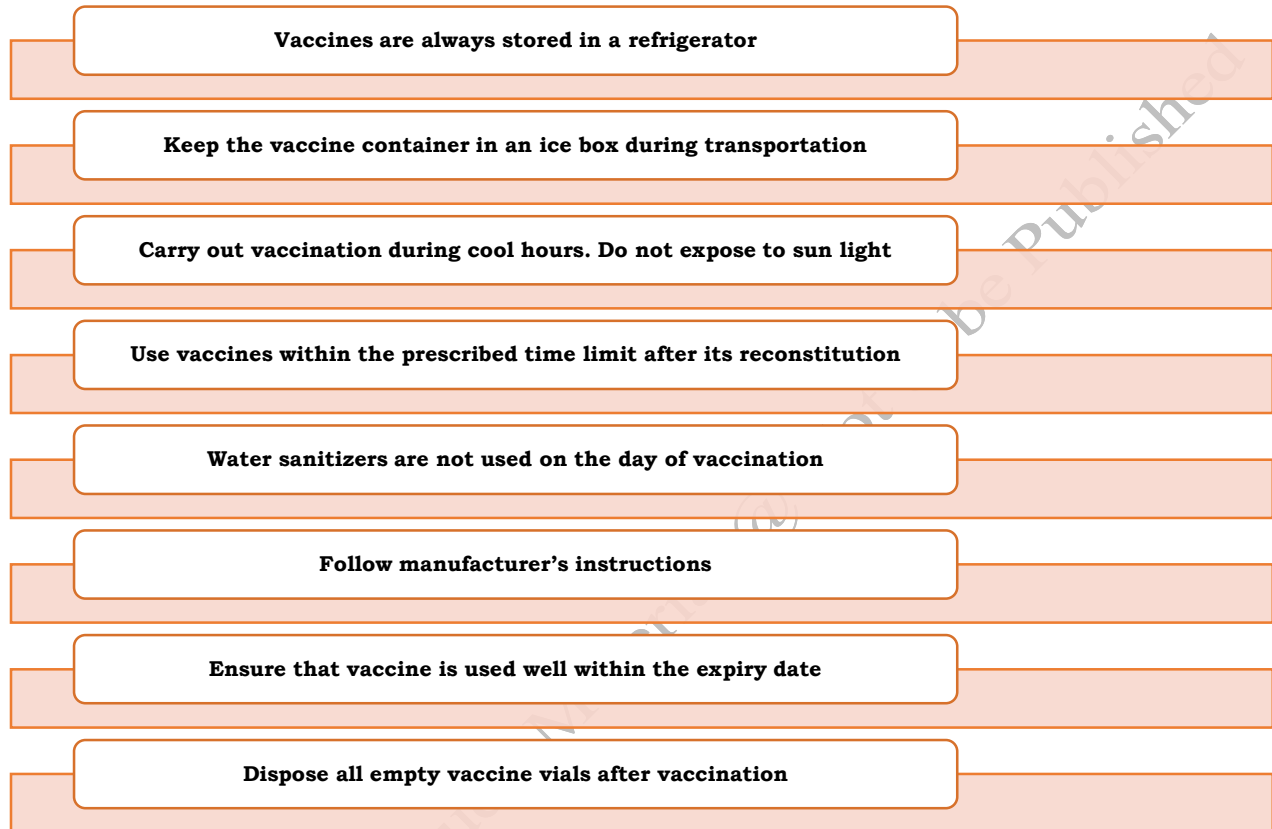 Vaccines are always stored in a refrigerator
Keep the vaccine container in an ice box during transportation
Carry out vaccination during cool hours. Do not expose to sun light
Use vaccines within the prescribed time limit after its reconstitution
Water sanitizers are not used on the day of vaccination
Follow manufacturer’s instructions
Ensure that vaccine is used well within the expiry date
Dispose all empty vaccine vials after vaccination
be Published